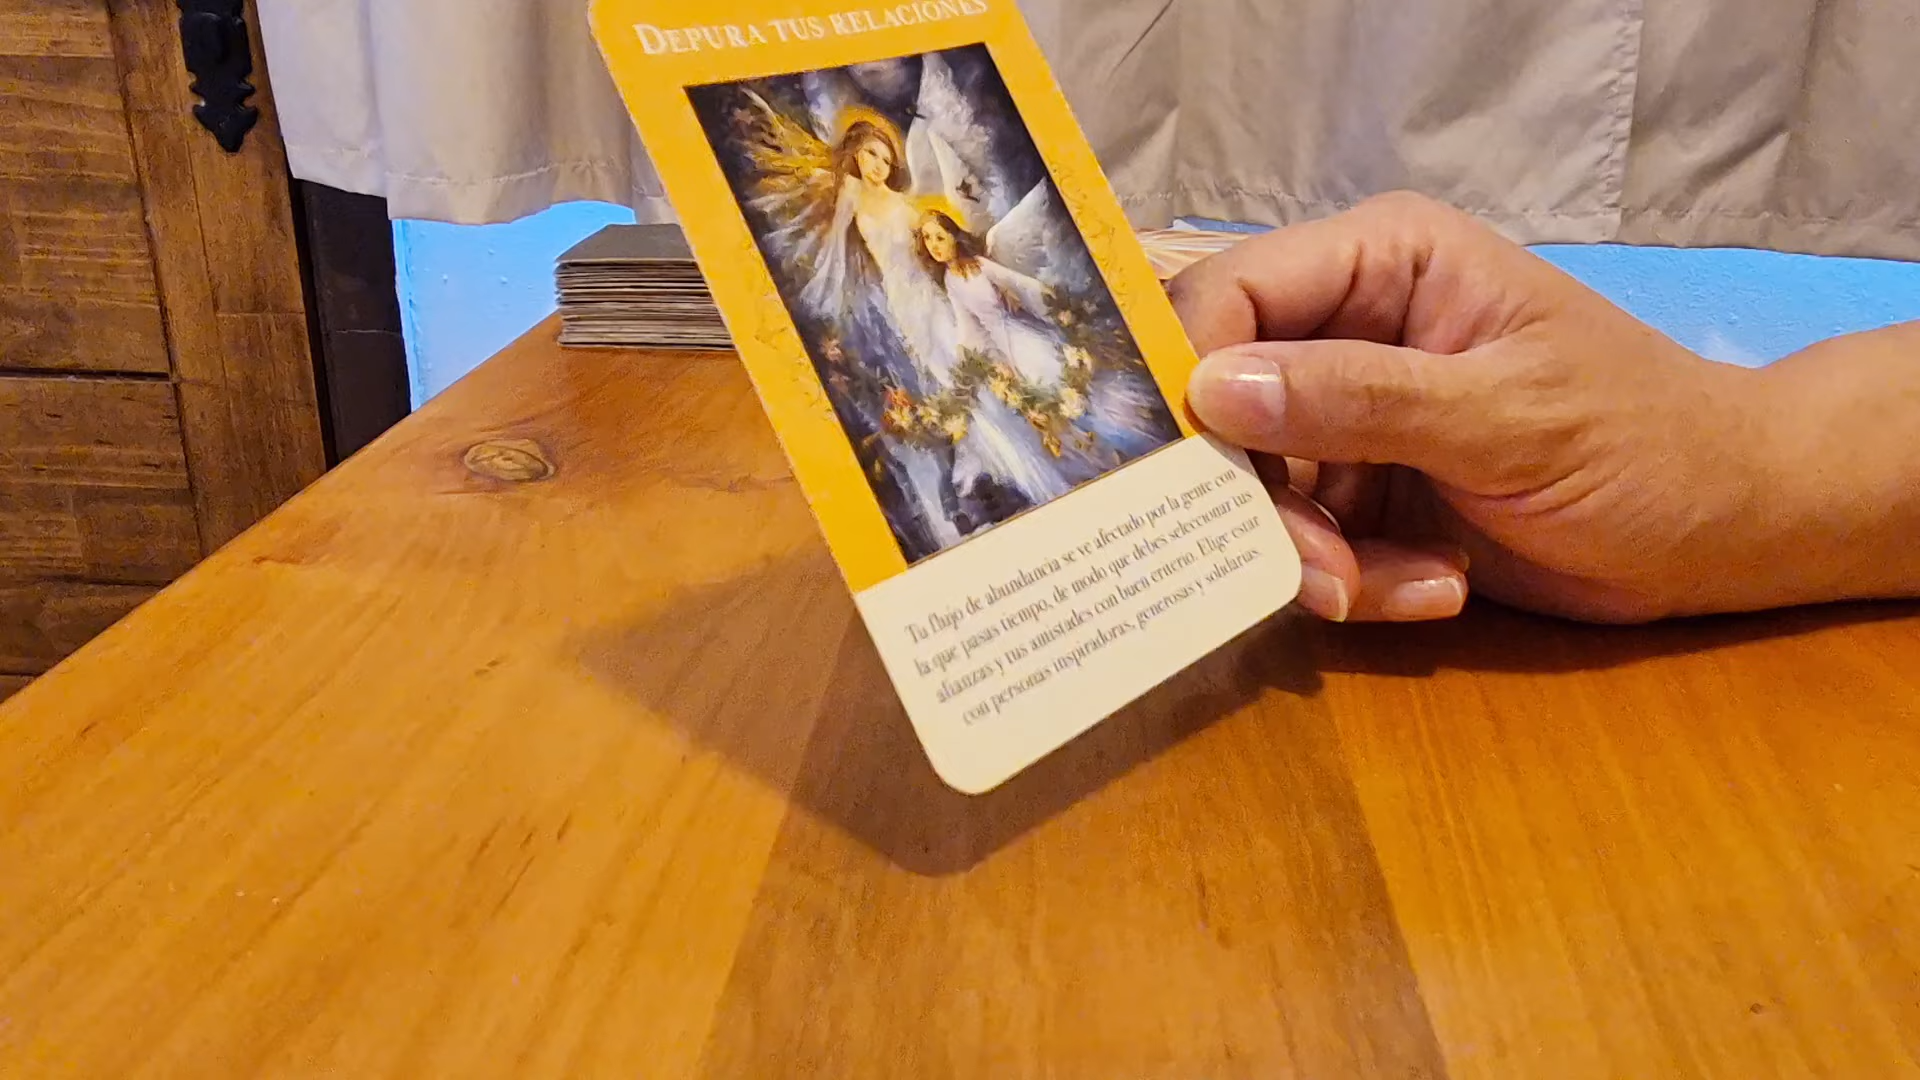 DEPURA TUS RELACIONES
Tu flujo de abundancia se ve afectado por la gente con
la que pasas tiempo, de modo que debes seleccionar tus
alianzas y tus amistades con buen criterio. Elige estar
con personas inspiradoras, generosas y solidarias.